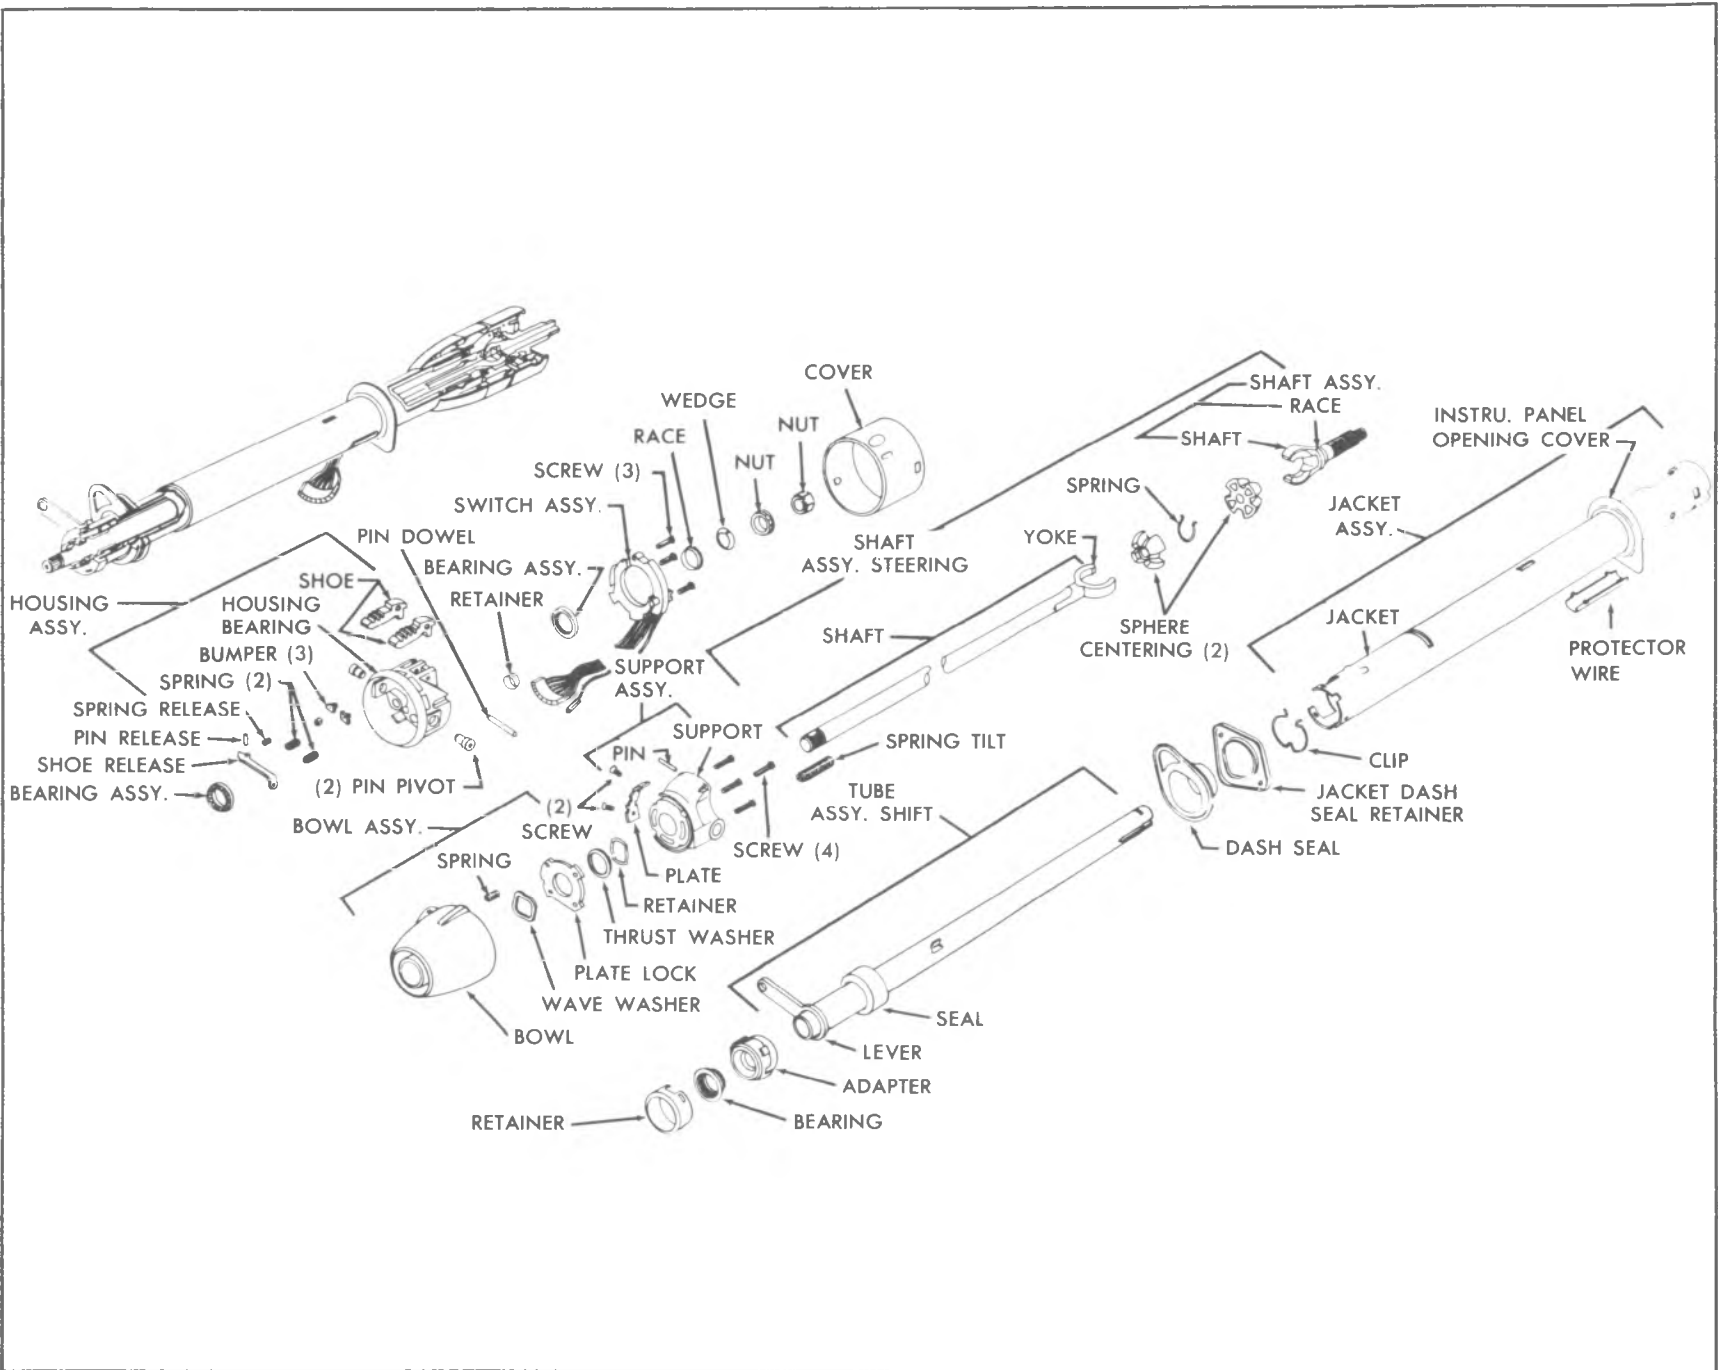 COVER
SHAFT ASSY.
WEDGE
RACE
INSTRU. PANEL
OPENING COVER
NUT
RACE
SHAFT
NUT
SCREW (3)
SPRING
SWITCH ASSY.
JACKET
ASSY.
PIN DOWEL
SHAFT
ASSY. STEERING
YOKE
BEARING ASSY.
SHOE
RETAINER
HOUSING
ASSY.
HOUSING
BEARING
SPHERE
CENTERING (2)
JACKET
SHAFT
PROTECTOR
WIRE
BUMPER (3)
SUPPORT
ASSY.
SPRING (2)
SPRING RELEASE
PIN RELEASE
SUPPORT
SPRING TILT
PIN
SHOE RELEASE
CLIP
BEARING ASSY.
(2) PIN PIVOT
TUBE
ASSY. SHIFT
JACKET DASH
SEAL RETAINER
(2)
SCREW
BOWL ASSY.
SCREW (4)
DASH SEAL
SPRING
PLATE
RETAINER
THRUST WASHER
PLATE LOCK
WAVE WASHER
SEAL
BOWL
LEVER
ADAPTER
RETAINER
BEARING